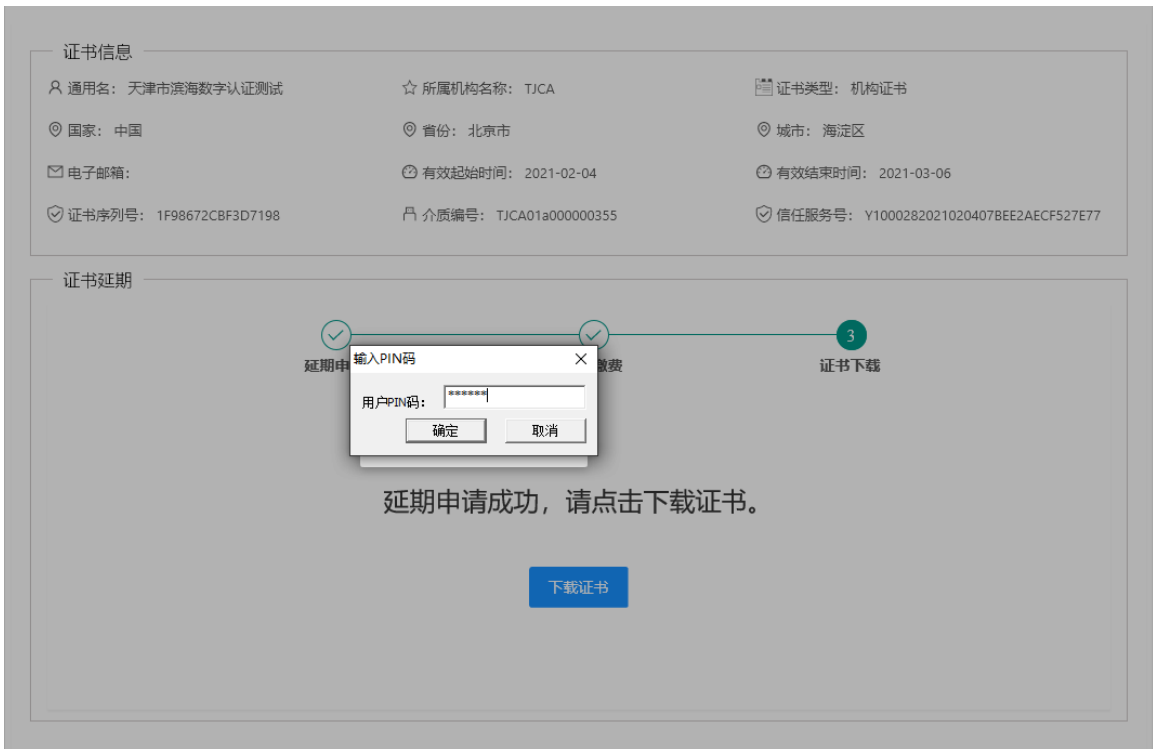 证书信息
通用名： 天津市滨海数字认证测试 所属机构名称： TJCA 证书类型： 机构证书
国家： 中国 省份： 北京市 城市： 海淀区
电子邮箱： 有效起始时间： 2021-02-04 有效结束时间： 2021-03-06
证书序列号： 1F98672CBF3D7198 介质编号： TJCA01a000000355 信任服务号： Y1000282021020407BEE2AECF527E77
证书延期
3
延期申 缴费 证书下载
输入PIN码
用户PIN码： ******
确定 取消
延期申请成功，请点击下载证书。
下载证书